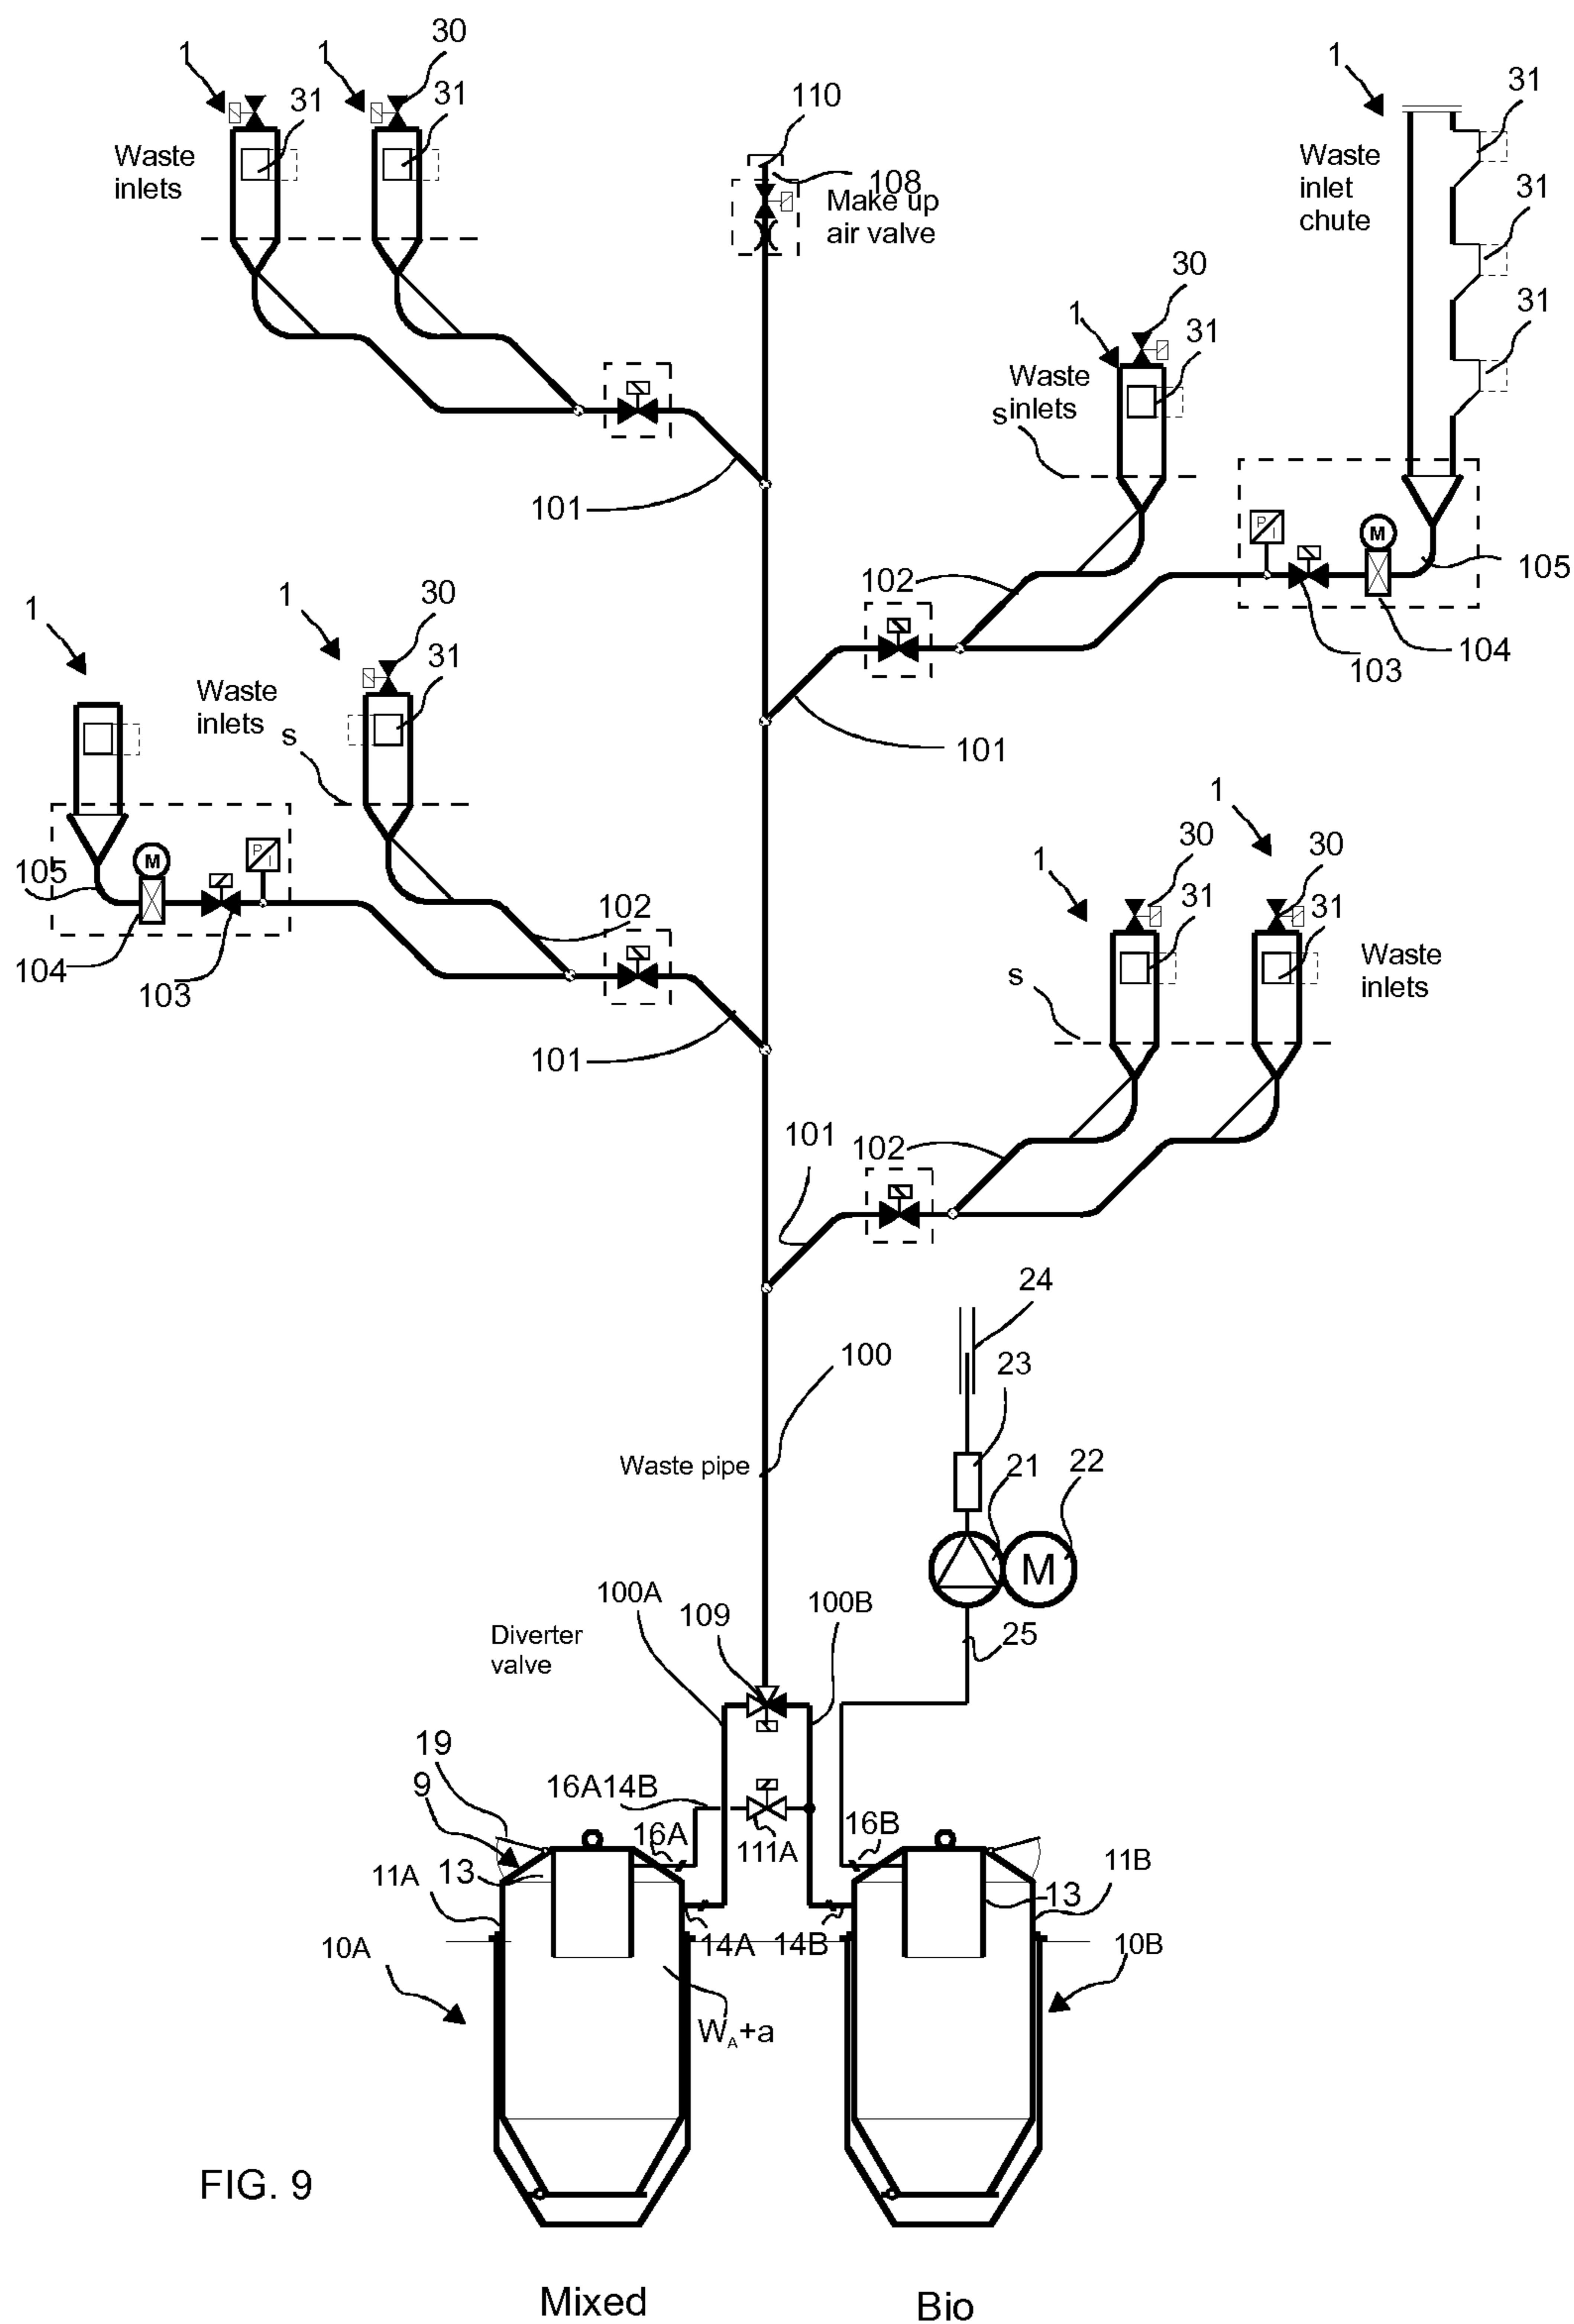 1
1
30
31
31
Waste
inlets
110
108
Make up
air valve
1
31
Waste
inlet
chute
31
31
30
1
31
Waste
inlets
s
101
P
I
M
105
102
103
104
101
1
1
30
31
Waste
inlets
s
105
M
P
I
104
103
102
101
1
30
1
30
31
31
s
Waste
inlets
101
102
24
100
23
Waste pipe
21
22
M
100A
109
100B
25
Diverter
valve
19
9
16A14B
16A
111A
16B
11A
13
11B
13
14A
14B
10A
10B
WA+a
FIG. 9
Mixed
Bio